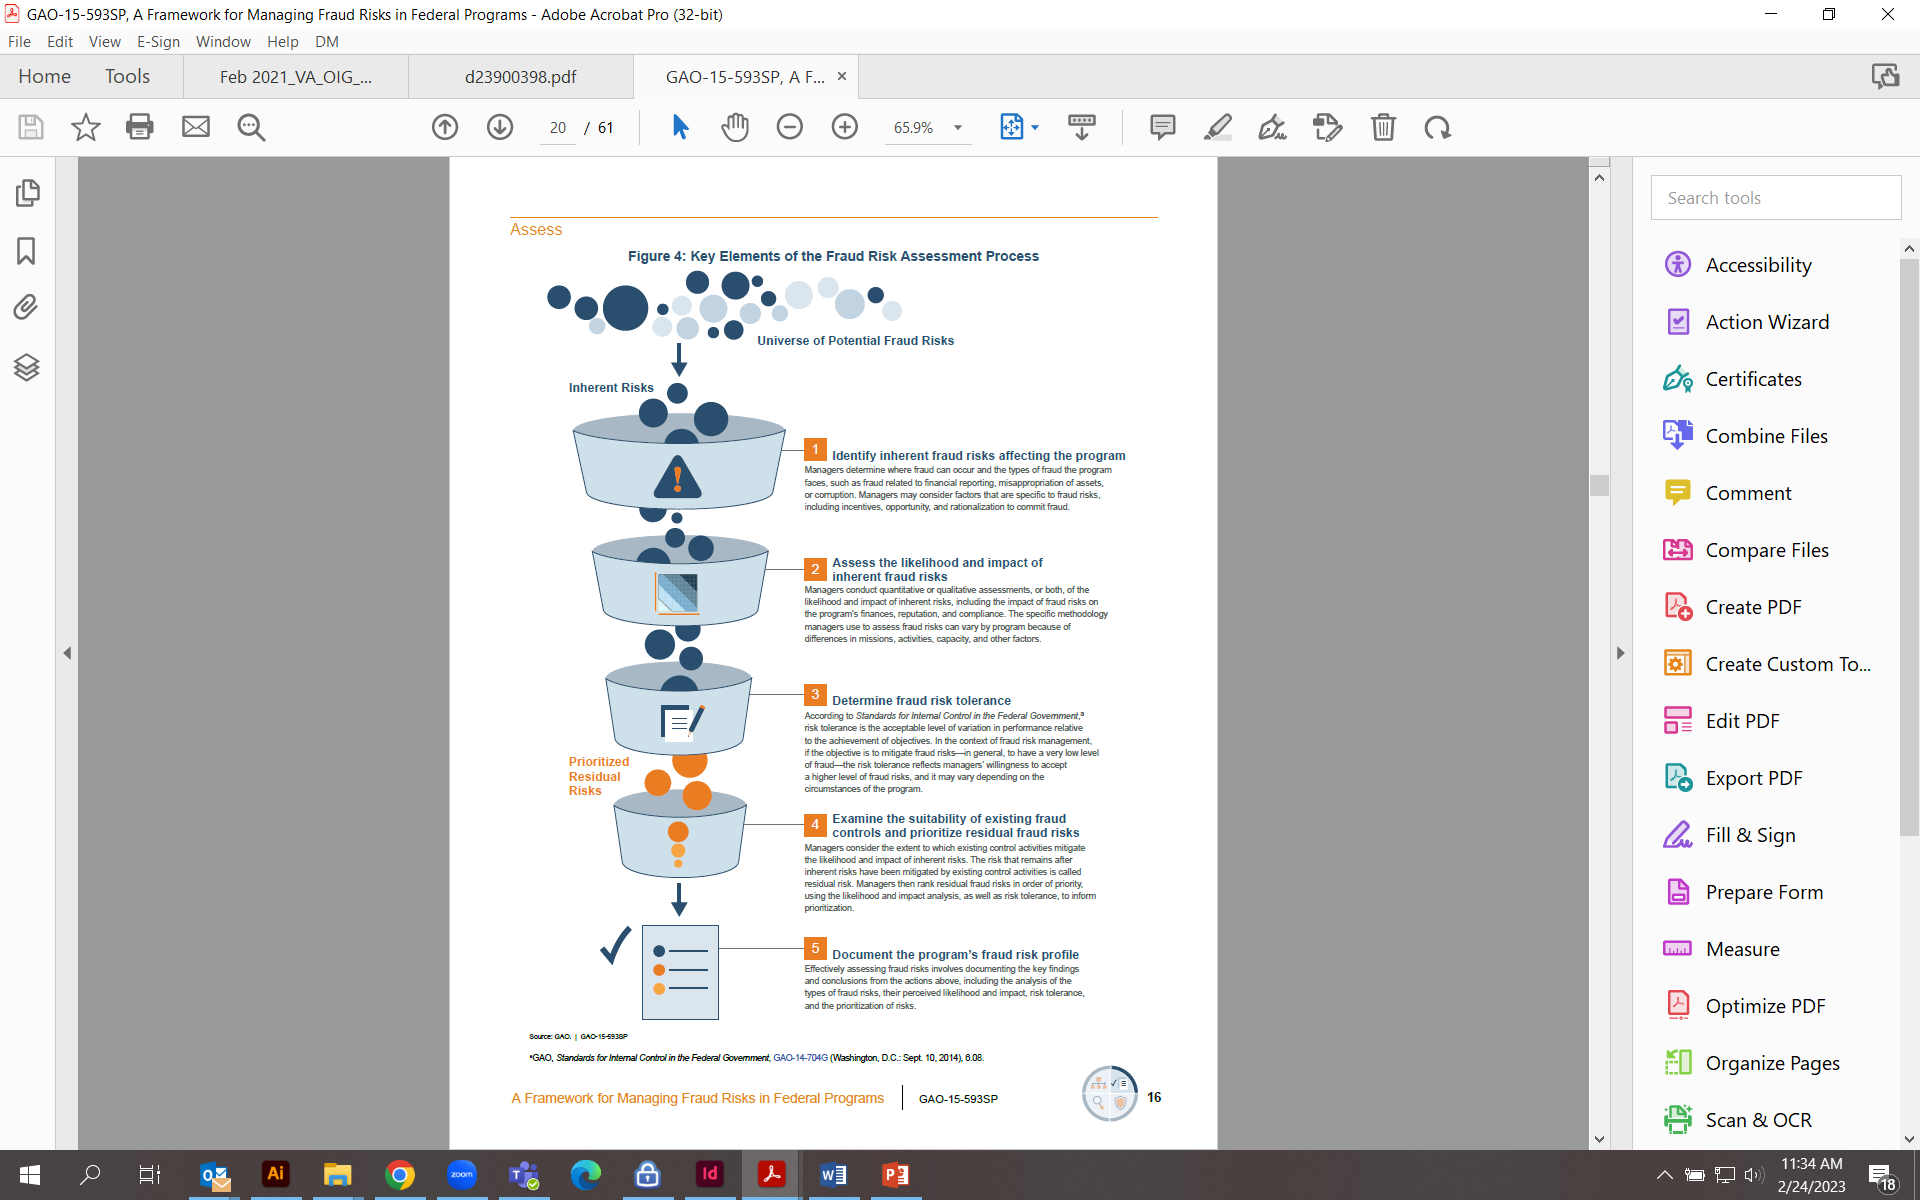 GAO-15-593SP, A Framework for Managing Fraud Risks in Federal Programs - Adobe Acrobat Pro (32-bit)
File Edit View E-Sign Window Help DM
Home Tools Feb 2021_VA_OIG_... d23900398.pdf GAO-15-593SP, A F... ×
20 / 61 65.9%
Assess
Figure 4: Key Elements of the Fraud Risk Assessment Process
Universe of Potential Fraud Risks
Inherent Risks
1 Identify inherent fraud risks affecting the program
Managers determine where fraud can occur and the types of fraud the program
faces, such as fraud related to financial reporting, misappropriation of assets,
or corruption. Managers may consider factors that are specific to fraud risks,
including incentives, opportunity, and rationalization to commit fraud.
2 Assess the likelihood and impact of
inherent fraud risks
Managers conduct quantitative or qualitative assessments, or both, of the
likelihood and impact of inherent risks, including the impact of fraud risks on
the program's finances, reputation, and compliance. The specific methodology
managers use to assess fraud risks can vary by program because of
differences in missions, activities, capacity, and other factors.
3 Determine fraud risk tolerance
According to Standards for Internal Control in the Federal Government,ª
risk tolerance is the acceptable level of variation in performance relative
to the achievement of objectives. In the context of fraud risk management,
if the objective is to mitigate fraud risks—in general, to have a very low level
of fraud—the risk tolerance reflects managers' willingness to accept
a higher level of fraud risks, and it may vary depending on the
circumstances of the program.
Prioritized
Residual
Risks
4 Examine the suitability of existing fraud
controls and prioritize residual fraud risks
Managers consider the extent to which existing control activities mitigate
the likelihood and impact of inherent risks. The risk that remains after
inherent risks have been mitigated by existing control activities is called
residual risk. Managers then rank residual fraud risks in order of priority,
using the likelihood and impact analysis, as well as risk tolerance, to inform
prioritization.
5 Document the program's fraud risk profile
Effectively assessing fraud risks involves documenting the key findings
and conclusions from the actions above, including the analysis of the
types of fraud risks, their perceived likelihood and impact, risk tolerance,
and the prioritization of risks.
Source: GAO. | GAO-15-593SP
ªGAO, Standards for Internal Control in the Federal Government, GAO-14-704G (Washington, D.C.: Sept. 10, 2014), 6.08.
A Framework for Managing Fraud Risks in Federal Programs GAO-15-593SP 16
Search tools
Accessibility
Action Wizard
Certificates
Combine Files
Comment
Compare Files
Create PDF
Create Custom To...
Edit PDF
Export PDF
Fill & Sign
Prepare Form
Measure
Optimize PDF
Organize Pages
Scan & OCR
Ai
zoom
Id
11:34 AM
2/24/2023
18